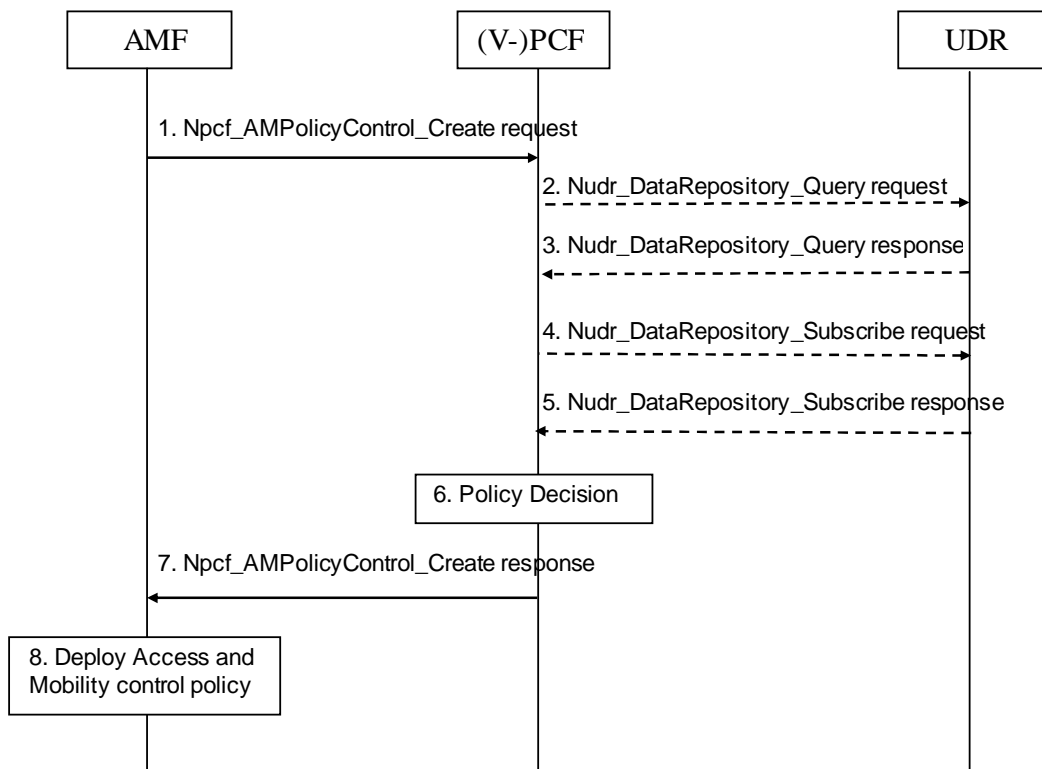 AMF
(V-)PCF
UDR
1. Npcf_AMPolicyControl_Create request
2. Nudr_DataRepository_Query request
3. Nudr_DataRepository_Query response
4. Nudr_DataRepository_Subscribe request
5. Nudr_DataRepository_Subscribe response
6. Policy Decision
7. Npcf_AMPolicyControl_Create response
8. Deploy Access and
Mobility control policy